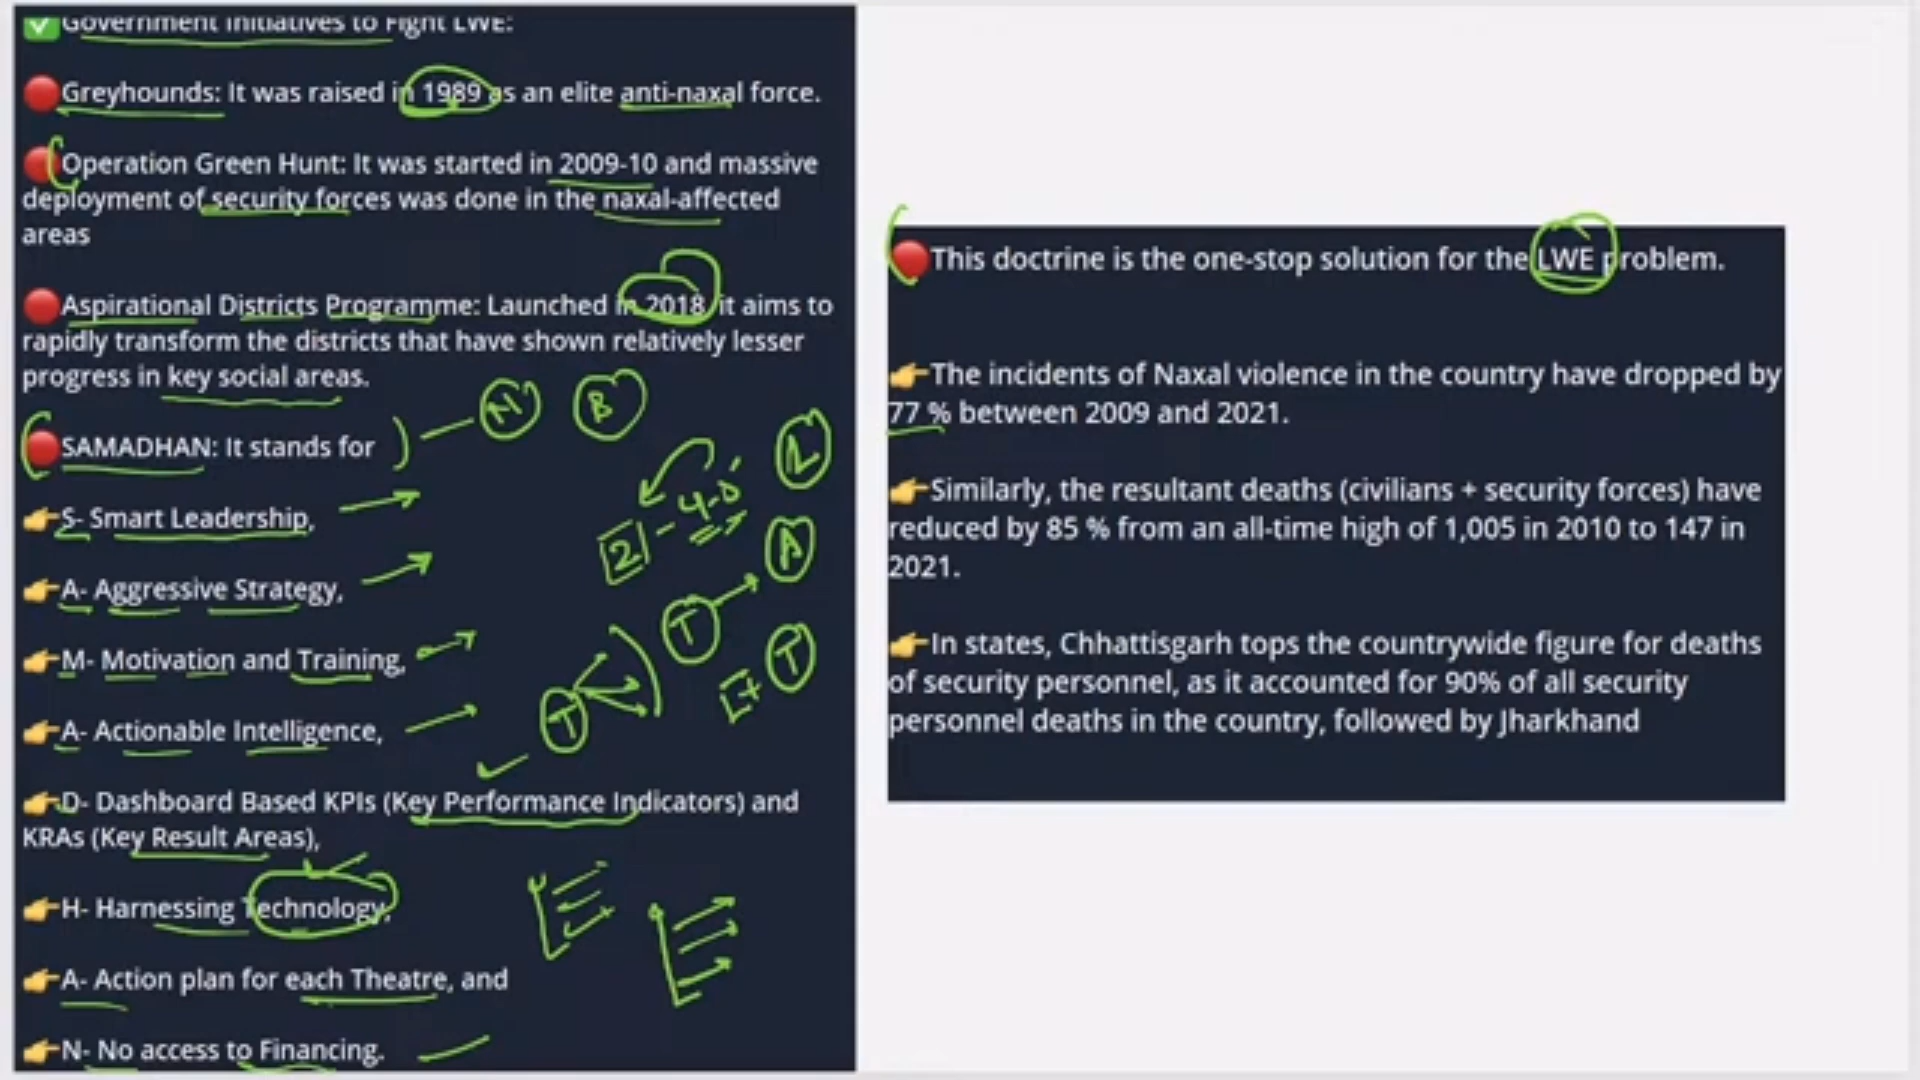 Government Initiatives to Fight LWE:
Greyhounds: It was raised in 1989 as an elite anti-naxal force.
Operation Green Hunt: It was started in 2009-10 and massive
deployment of security forces was done in the naxal-affected
areas
Aspirational Districts Programme: Launched in 2018, it aims to
rapidly transform the districts that have shown relatively lesser
progress in key social areas.
SAMADHAN: It stands for
S- Smart Leadership,
A- Aggressive Strategy,
M- Motivation and Training,
A- Actionable Intelligence,
D- Dashboard Based KPIs (Key Performance Indicators) and
KRAs (Key Result Areas),
H- Harnessing Technology,
A- Action plan for each Theatre, and
N- No access to Financing.
N B
2
A
T
T
T
This doctrine is the one-stop solution for the LWE problem.
The incidents of Naxal violence in the country have dropped by
77 % between 2009 and 2021.
Similarly, the resultant deaths (civilians + security forces) have
reduced by 85 % from an all-time high of 1,005 in 2010 to 147 in
2021.
In states, Chhattisgarh tops the countrywide figure for deaths
of security personnel, as it accounted for 90% of all security
personnel deaths in the country, followed by Jharkhand